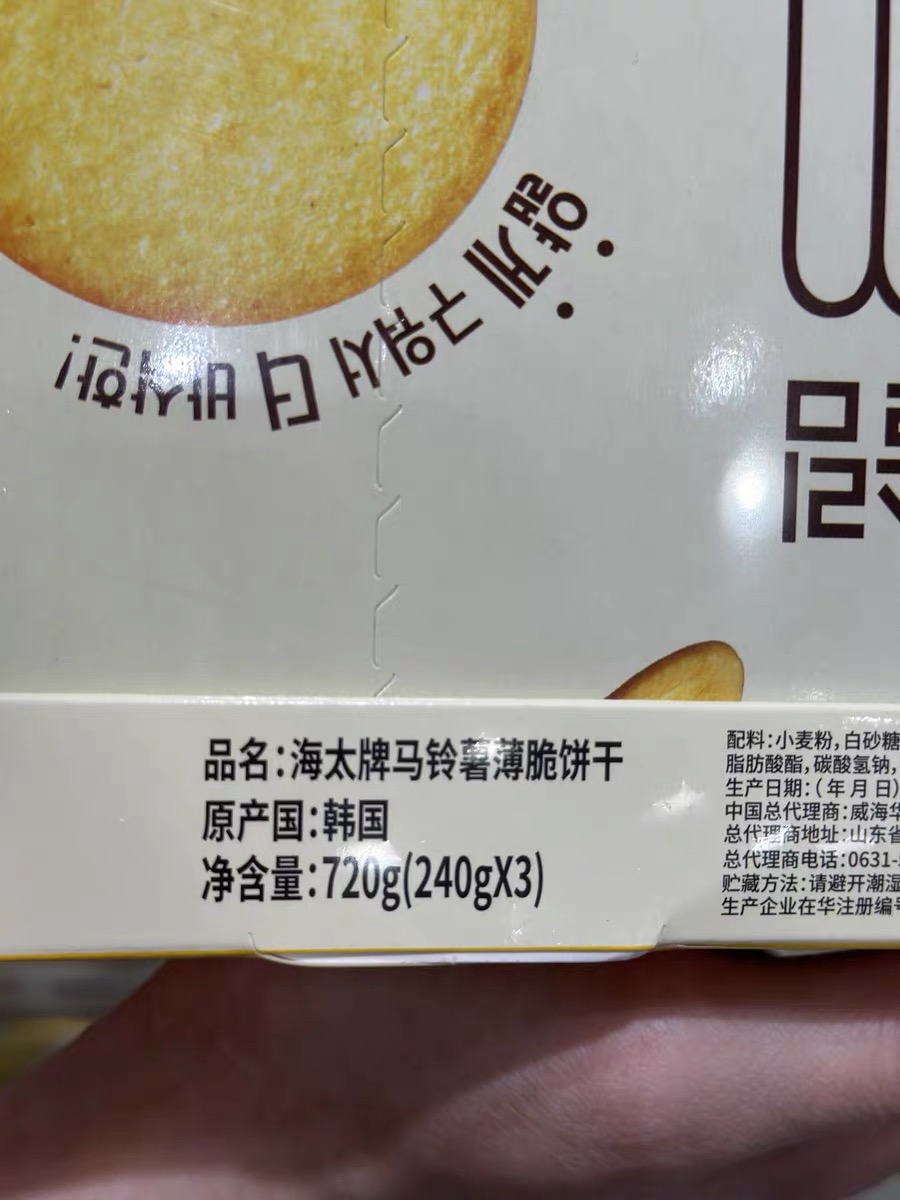 얇게 구워서 더 바삭한!
品名:海太牌马铃薯薄脆饼干
原产国:韩国
净含量:720g(240gX3)
配料:小麦粉,白砂糖
脂肪酸酯,碳酸氢钠,
生产日期:(年月日)
中国总代理商:威海华
总代理商地址:山东省
总代理商电话:0631-
贮藏方法:请避开潮湿
生产企业在华注册编号